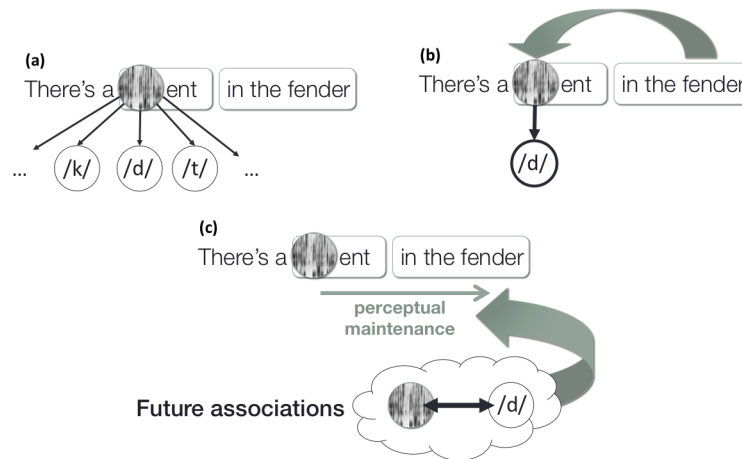 (a)
There's a ent in the fender
... /k/ /d/ /t/ ...
(b)
There's a ent in the fender
/d/
(c)
There's a ent in the fender
perceptual
maintenance
Future associations /d/